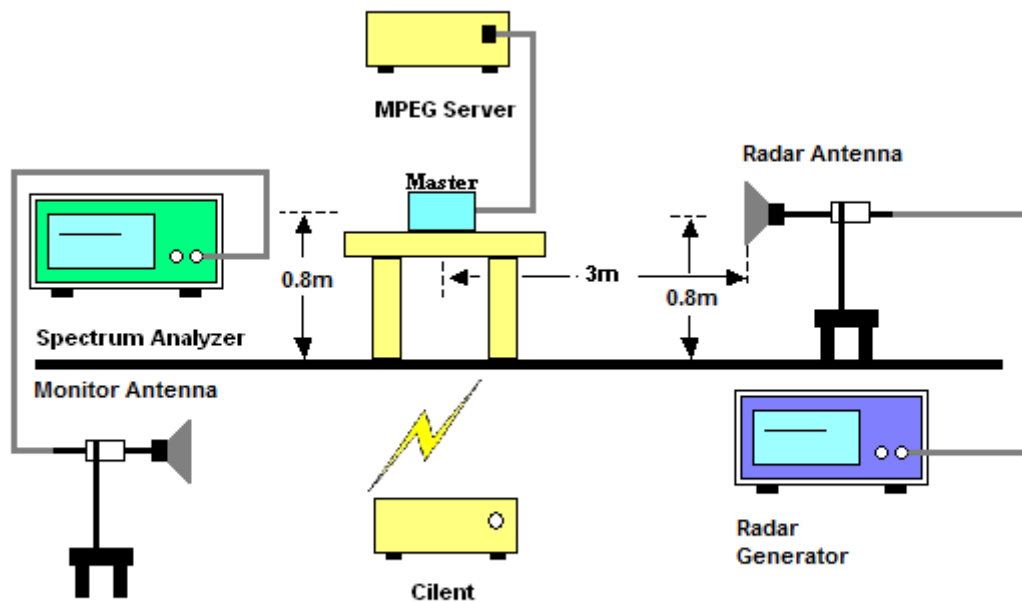 MPEG Server
Radar Antenna
Master
0.8m
3m
0.8m
Spectrum Analyzer
Monitor Antenna
Radar
Generator
Cilent